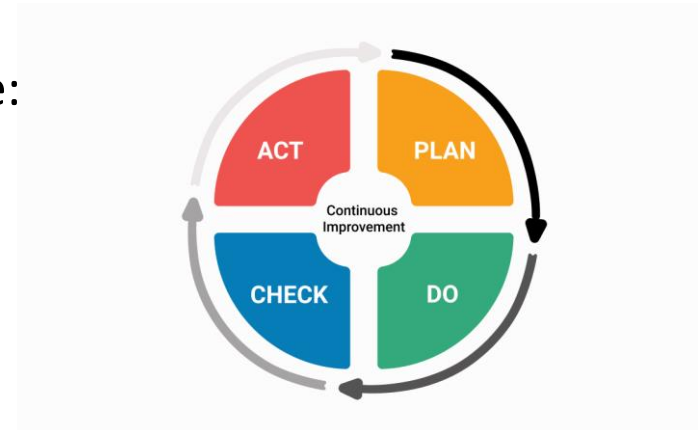 e:
ACT
PLAN
Continuous
Improvement
CHECK
DO